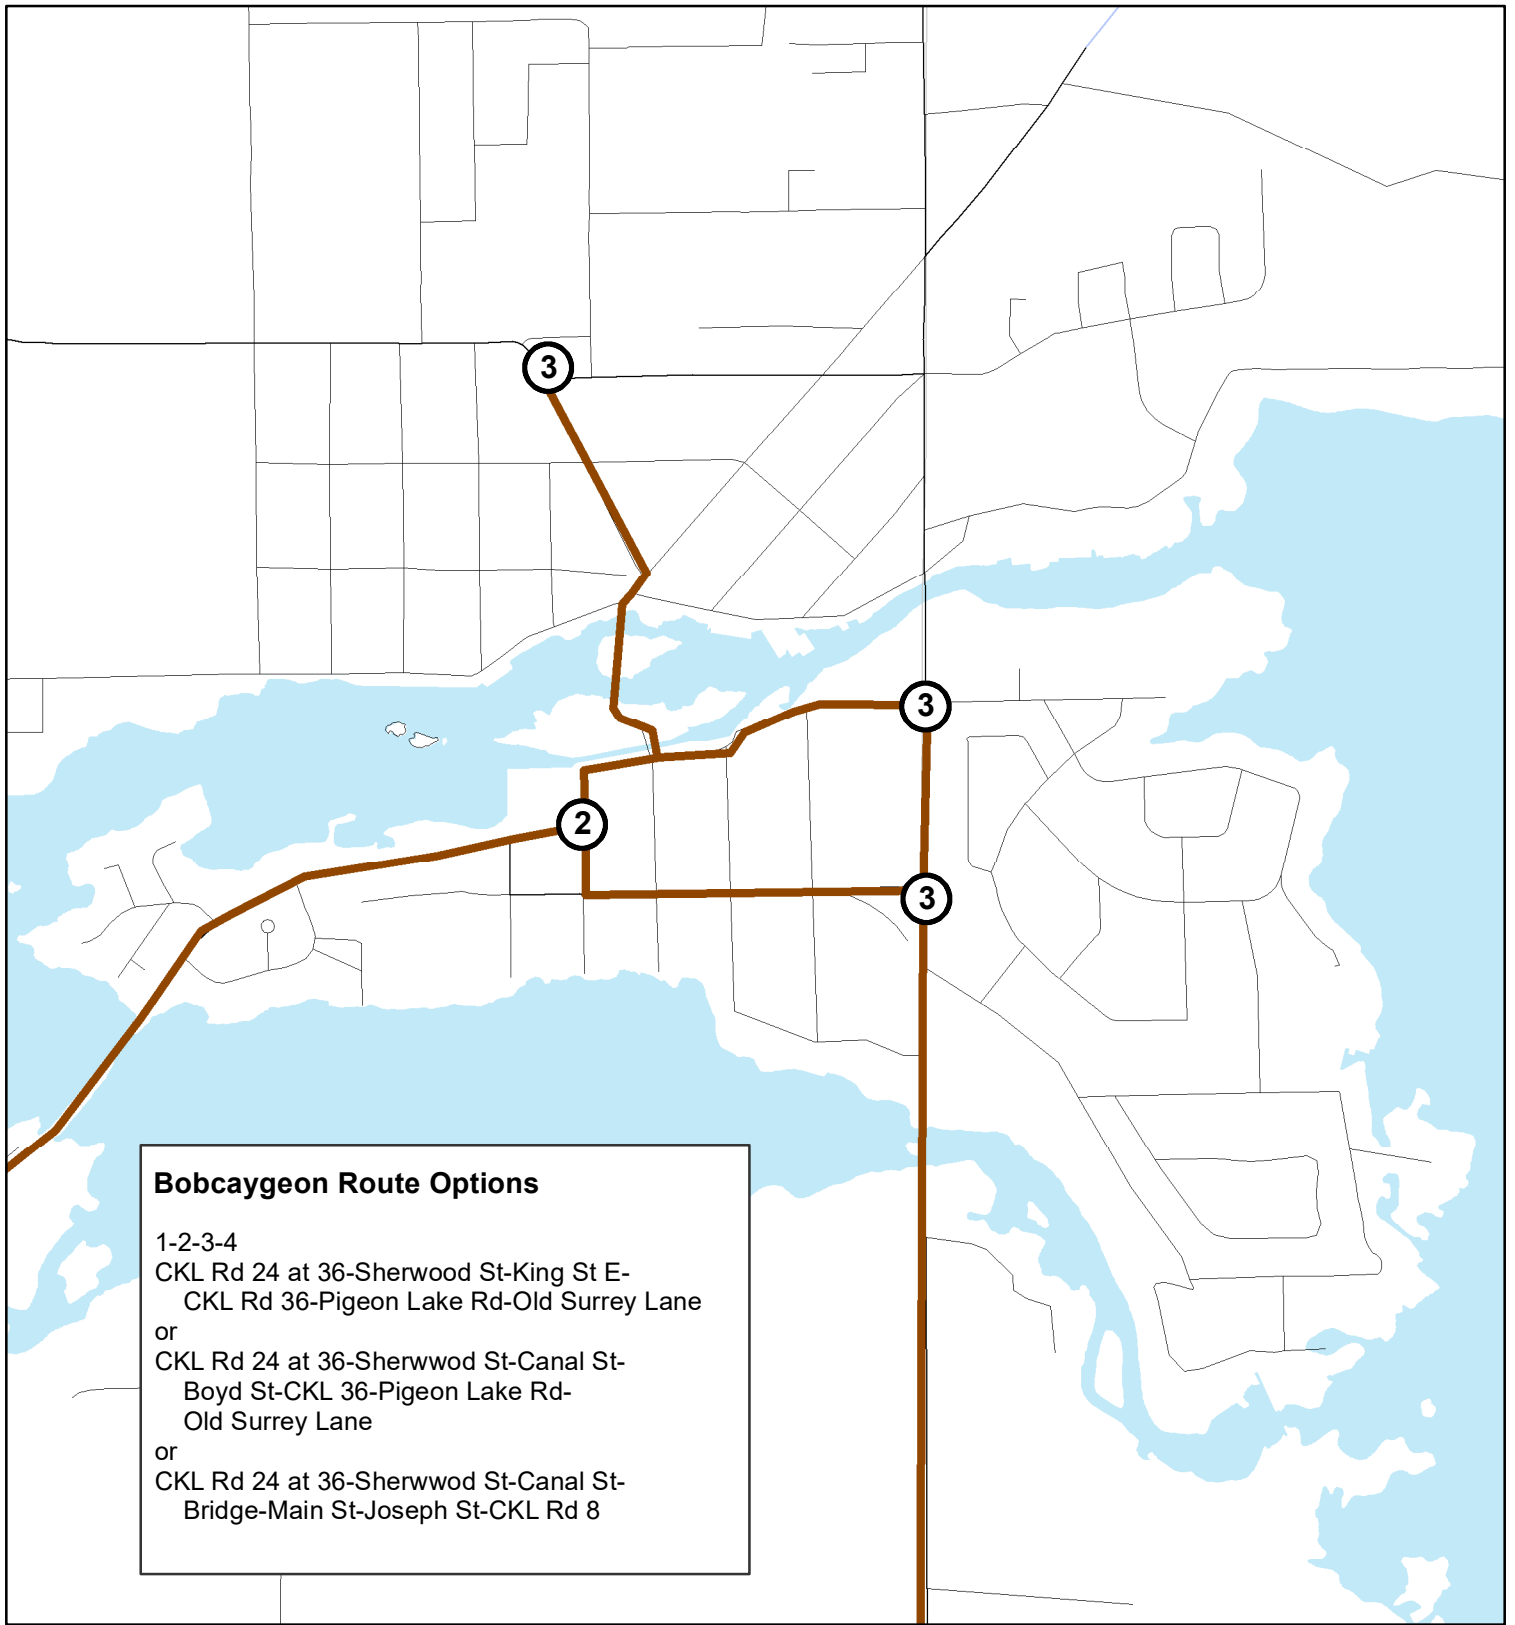 3
3
2
3
Bobcaygeon Route Options
1-2-3-4
CKL Rd 24 at 36-Sherwood St-King St E-
CKL Rd 36-Pigeon Lake Rd-Old Surrey Lane
or
CKL Rd 24 at 36-Sherwwod St-Canal St-
Boyd St-CKL 36-Pigeon Lake Rd-
Old Surrey Lane
or
CKL Rd 24 at 36-Sherwwod St-Canal St-
Bridge-Main St-Joseph St-CKL Rd 8